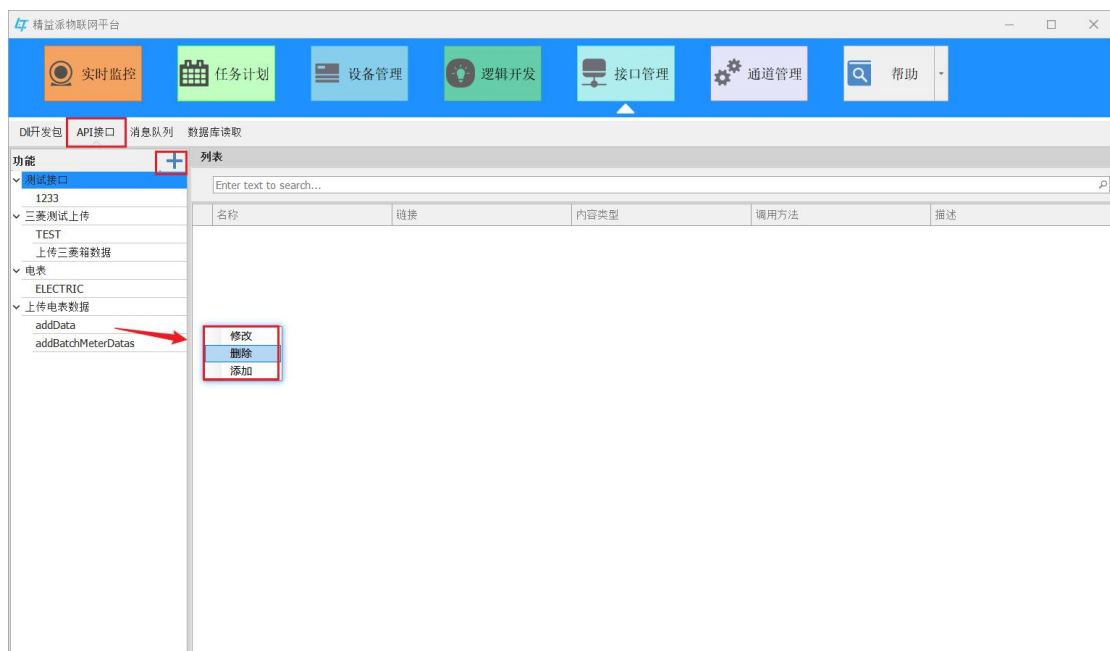 精益派物联网平台
实时监控 任务计划 设备管理 逻辑开发 接口管理 通道管理 帮助
Dll开发包 API接口 消息队列 数据库读取
功能 列表
测试接口
Enter text to search...
1233
名称 链接 内容类型 调用方法 描述
三菱测试上传
TEST
上传三菱箱数据
电表
ELECTRIC
上传电表数据
addData
修改
addBatchMeterDatas
删除
添加